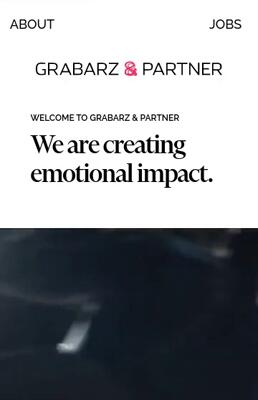 ABOUT JOBS
GRABARZ & PARTNER
WELCOME TO GRABARZ & PARTNER
We are creating
emotional impact.